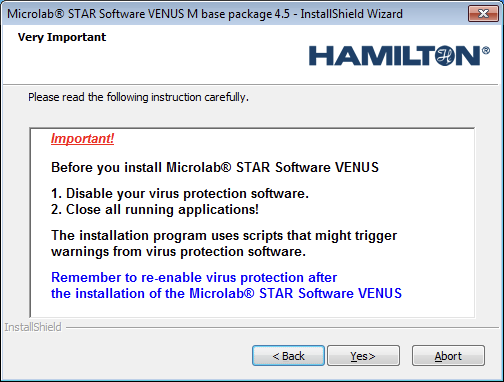 Microlab® STAR Software VENUS M base package 4.5 - InstallShield Wizard
Very Important
HAMILTON®
Please read the following instruction carefully.
Important!
Before you install Microlab® STAR Software VENUS
1. Disable your virus protection software.
2. Close all running applications!
The installation program uses scripts that might trigger
warnings from virus protection software.
Remember to re-enable virus protection after
the installation of the Microlab® STAR Software VENUS
InstallShield
< Back
Yes>
Abort